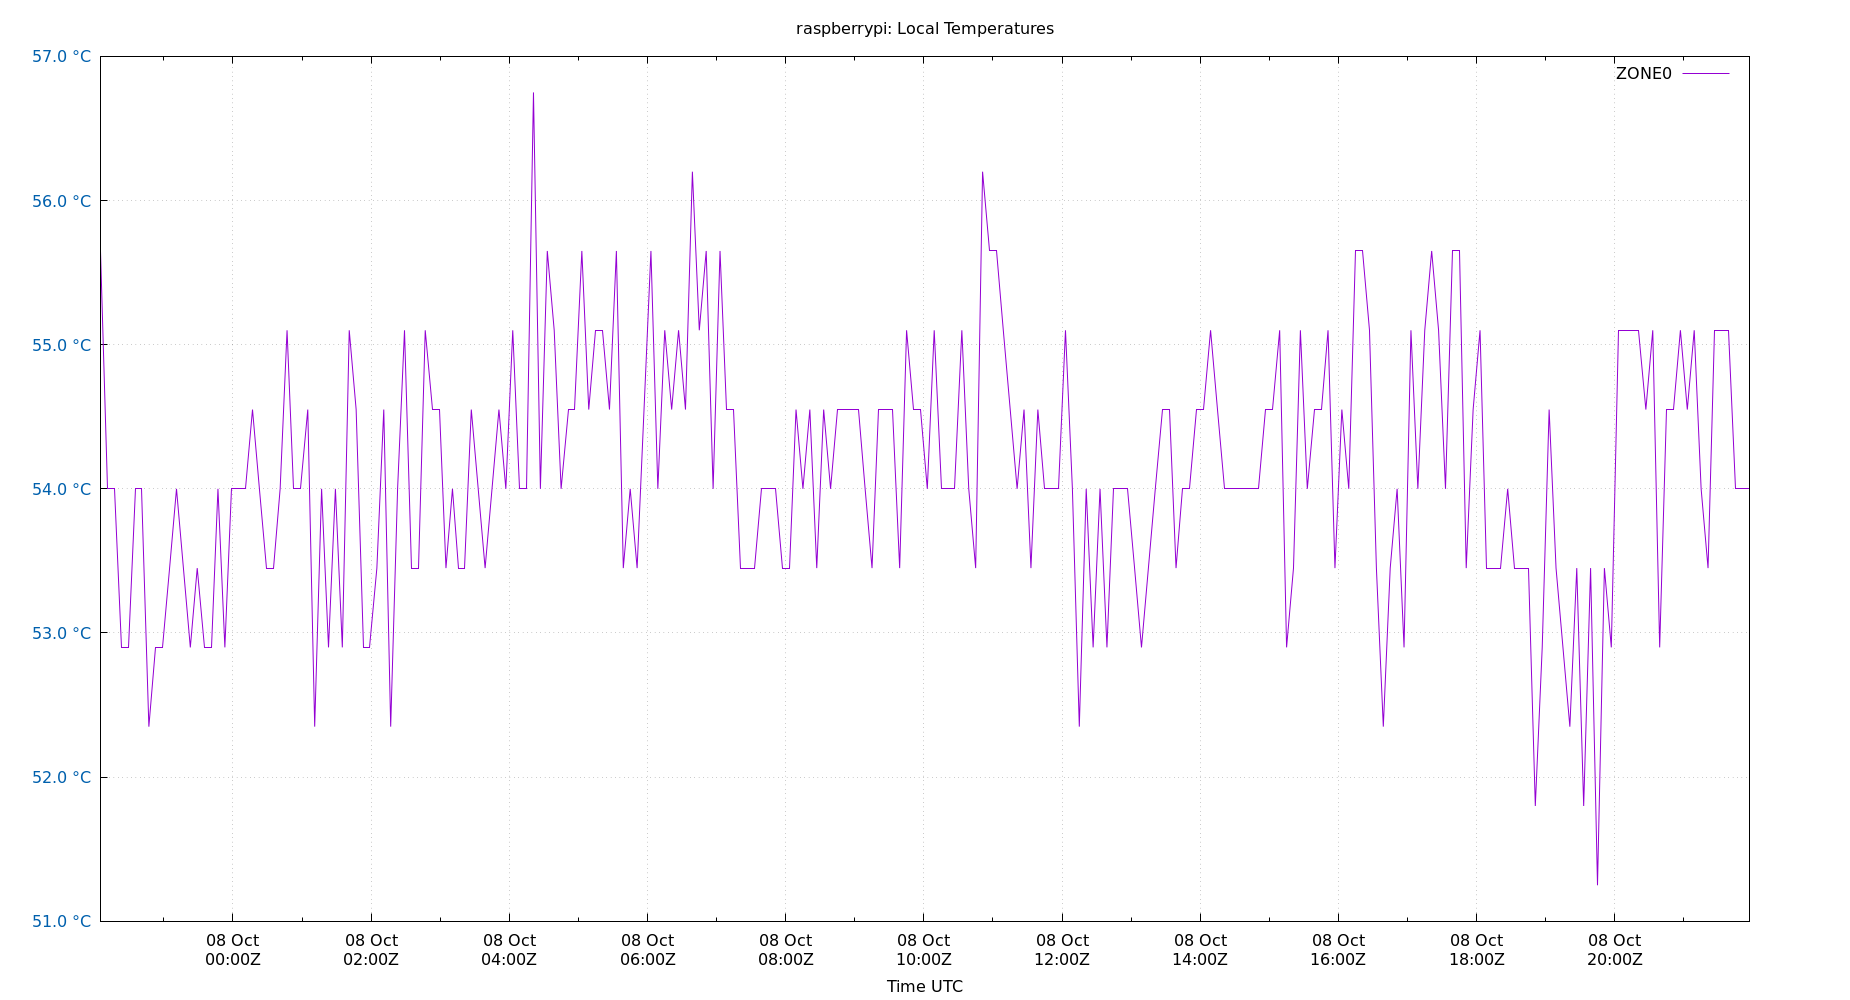 raspberrypi: Local Temperatures
57.0 °C
ZONE0
56.0 °C
55.0 °C
54.0 °C
53.0 °C
52.0 °C
51.0 °C
08 Oct 08 Oct 08 Oct 08 Oct 08 Oct 08 Oct 08 Oct 08 Oct 08 Oct 08 Oct 08 Oct
00:00Z 02:00Z 04:00Z 06:00Z 08:00Z 10:00Z 12:00Z 14:00Z 16:00Z 18:00Z 20:00Z
Time UTC